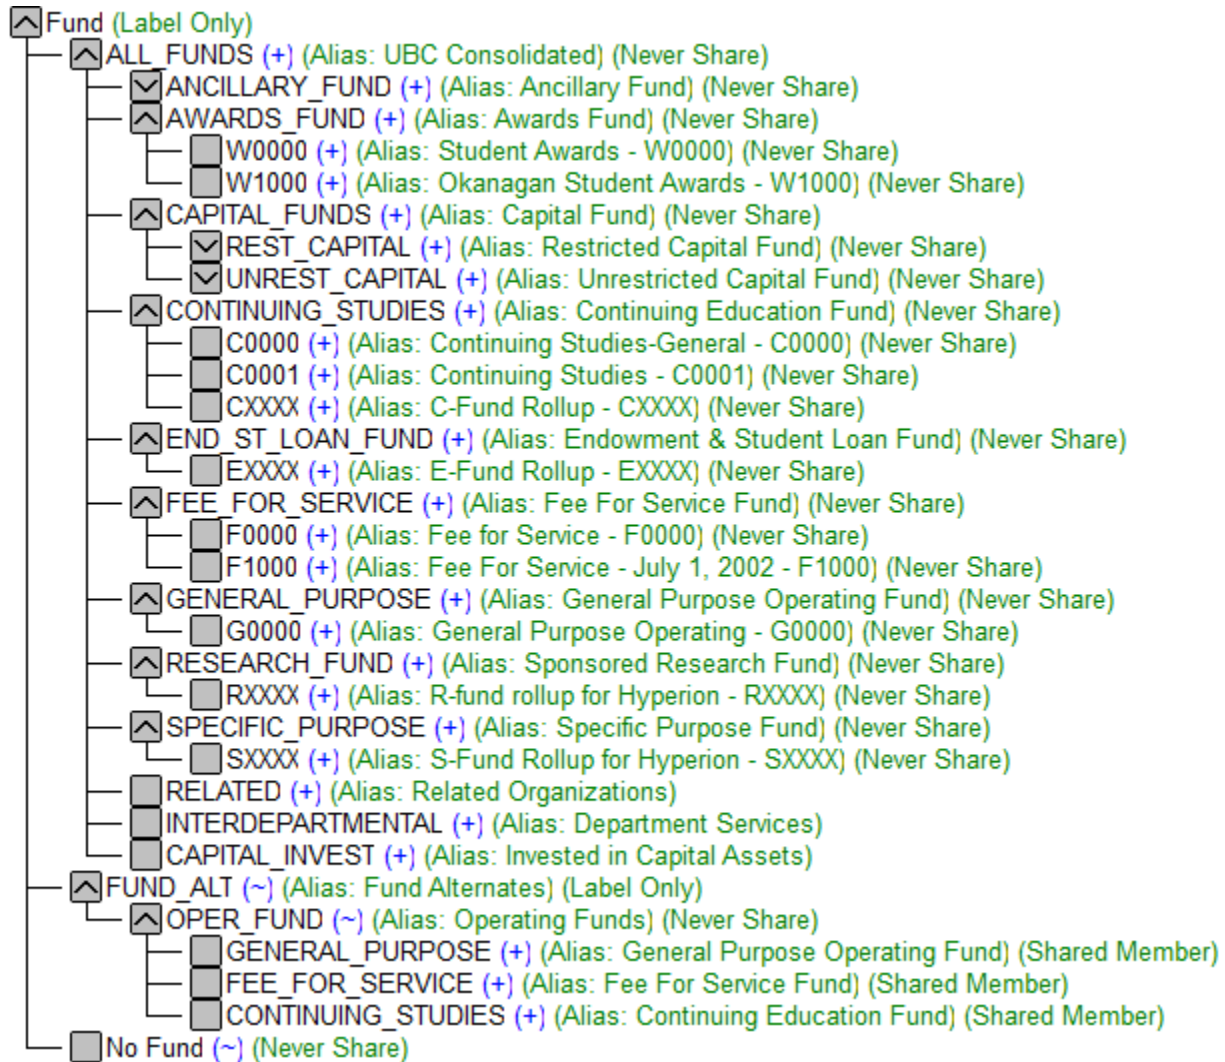 Fund (Label Only)
ALL_FUNDS (+) (Alias: UBC Consolidated) (Never Share)
ANCILLARY_FUND (+) (Alias: Ancillary Fund) (Never Share)
AWARDS_FUND (+) (Alias: Awards Fund) (Never Share)
W0000 (+) (Alias: Student Awards - W0000) (Never Share)
W1000 (+) (Alias: Okanagan Student Awards - W1000) (Never Share)
CAPITAL_FUNDS (+) (Alias: Capital Fund) (Never Share)
REST_CAPITAL (+) (Alias: Restricted Capital Fund) (Never Share)
UNREST_CAPITAL (+) (Alias: Unrestricted Capital Fund) (Never Share)
CONTINUING_STUDIES (+) (Alias: Continuing Education Fund) (Never Share)
C0000 (+) (Alias: Continuing Studies-General - C0000) (Never Share)
C0001 (+) (Alias: Continuing Studies - C0001) (Never Share)
CXXXX (+) (Alias: C-Fund Rollup - CXXXX) (Never Share)
END_ST_LOAN_FUND (+) (Alias: Endowment & Student Loan Fund) (Never Share)
EXXXX (+) (Alias: E-Fund Rollup - EXXXX) (Never Share)
FEE_FOR_SERVICE (+) (Alias: Fee For Service Fund) (Never Share)
F0000 (+) (Alias: Fee for Service - F0000) (Never Share)
F1000 (+) (Alias: Fee For Service - July 1, 2002 - F1000) (Never Share)
GENERAL_PURPOSE (+) (Alias: General Purpose Operating Fund) (Never Share)
G0000 (+) (Alias: General Purpose Operating - G0000) (Never Share)
RESEARCH_FUND (+) (Alias: Sponsored Research Fund) (Never Share)
RXXXX (+) (Alias: R-fund rollup for Hyperion - RXXXX) (Never Share)
SPECIFIC_PURPOSE (+) (Alias: Specific Purpose Fund) (Never Share)
SXXXX (+) (Alias: S-Fund Rollup for Hyperion - SXXXX) (Never Share)
RELATED (+) (Alias: Related Organizations)
INTERDEPARTMENTAL (+) (Alias: Department Services)
CAPITAL_INVEST (+) (Alias: Invested in Capital Assets)
FUND_ALT (~) (Alias: Fund Alternates) (Label Only)
OPER_FUND (~) (Alias: Operating Funds) (Never Share)
GENERAL_PURPOSE (+) (Alias: General Purpose Operating Fund) (Shared Member)
FEE_FOR_SERVICE (+) (Alias: Fee For Service Fund) (Shared Member)
CONTINUING_STUDIES (+) (Alias: Continuing Education Fund) (Shared Member)
No Fund (~) (Never Share)